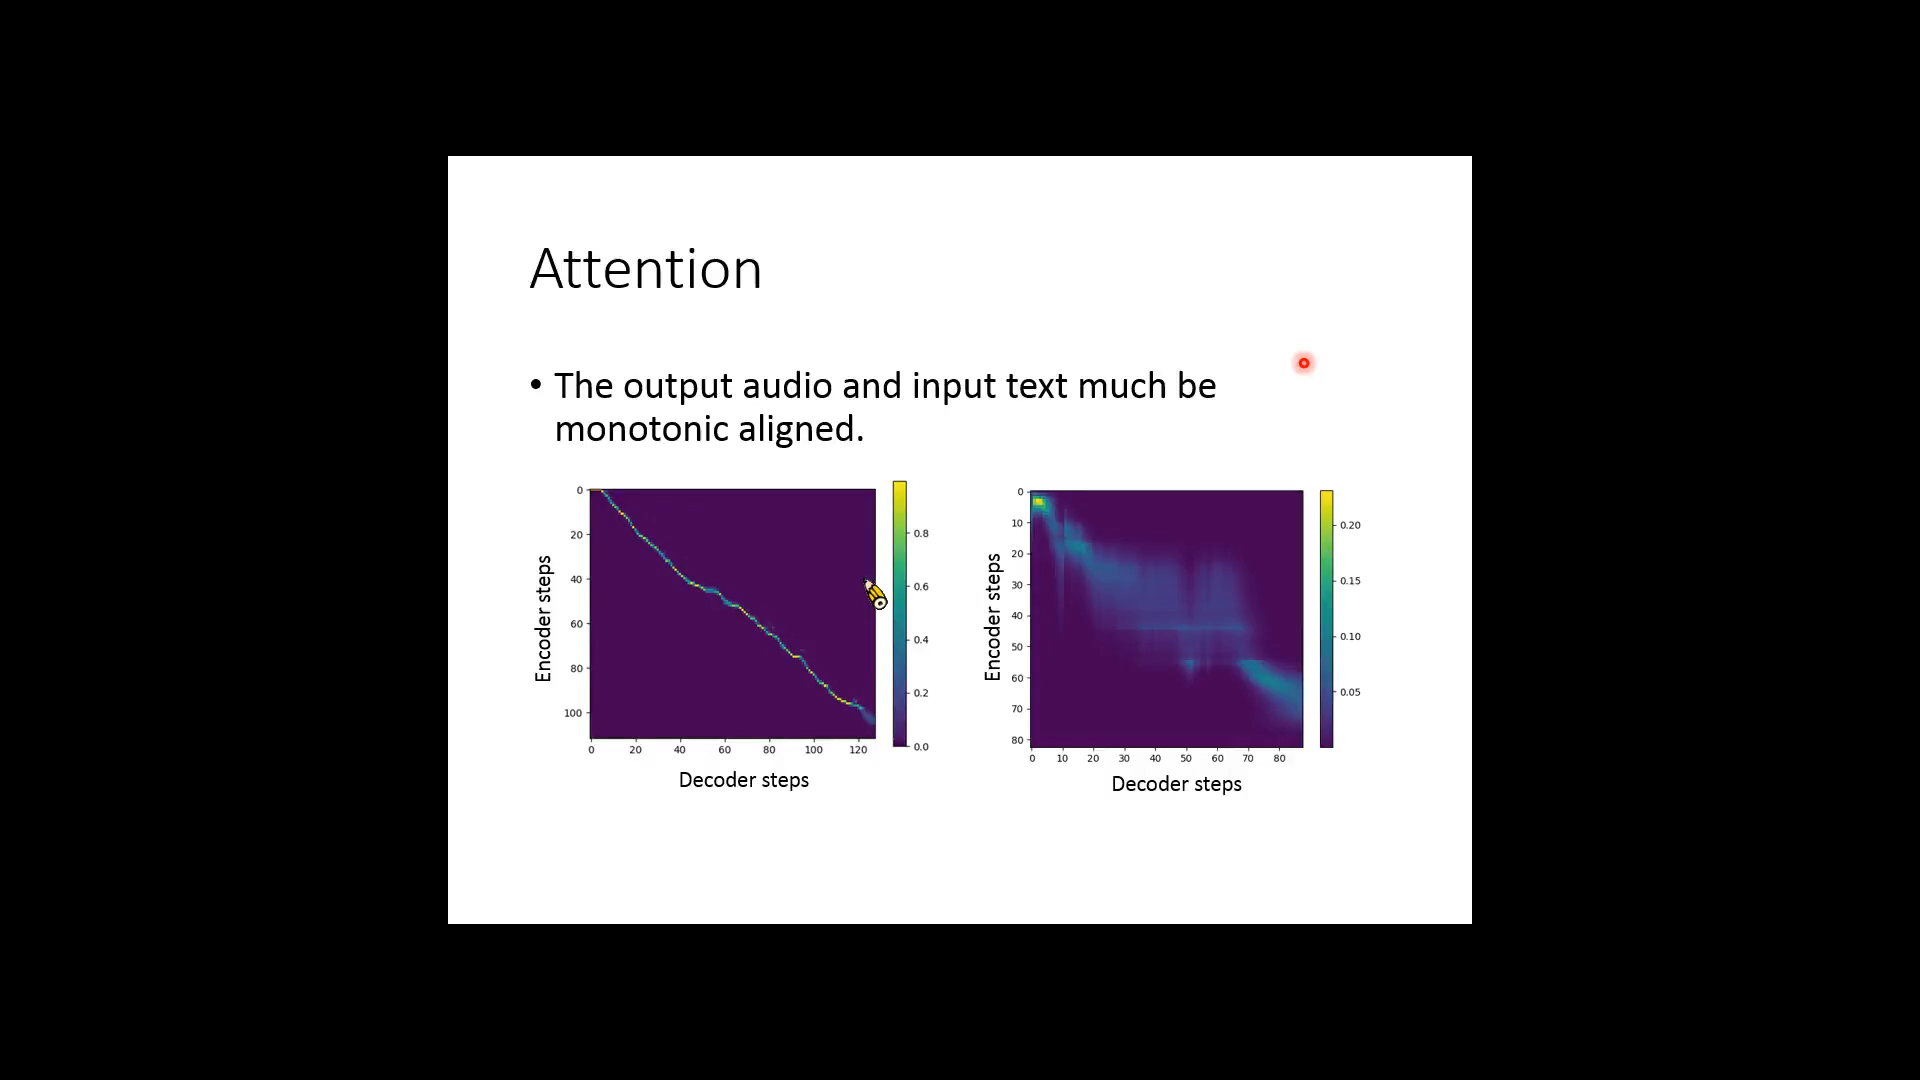 Attention
• The output audio and input text much be
monotonic aligned.
0
20
40
60
80
100
0 20 40 60 80 100 120
Encoder steps
Decoder steps
0.8
0.6
0.4
0.2
0.0
0
10
20
30
40
50
60
70
80
0 10 20 30 40 50 60 70 80
Encoder steps
Decoder steps
0.20
0.15
0.10
0.05